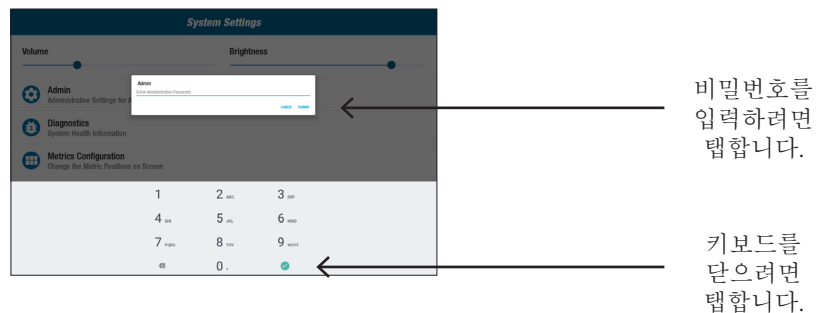 System Settings
Volume
Brightness
Admin
Administrative Settings for A
Admin
Enter Administrative Password
CANCEL SUBMIT
Diagnostics
System Health Information
Metrics Configuration
Change the Metric Positions on Screen
1 2 ABC 3 DEF
4 GHI 5 JKL 6 MNO
7 PQRS 8 TUV 9 WXYZ
0 .
비밀번호를
입력하려면
탭합니다.
키보드를
닫으려면
탭합니다.